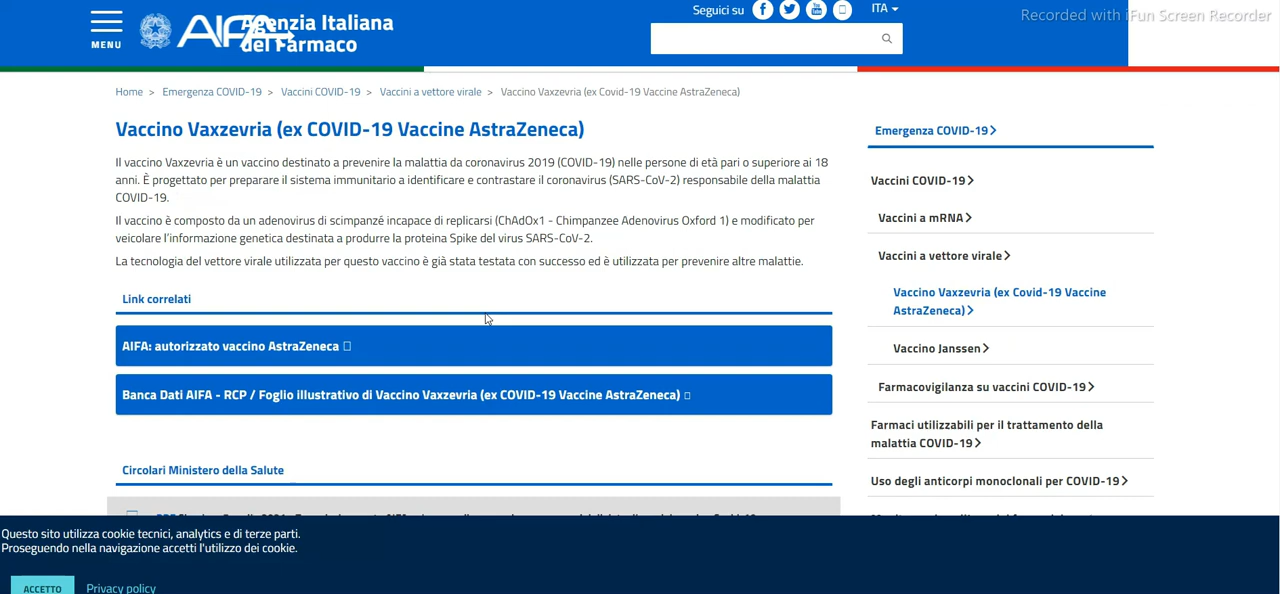 Seguici su
ITA
Recorded with iFun Screen Recorder
MENU
AIFA Agenzia Italiana
del Farmaco
Home > Emergenza COVID-19 > Vaccini COVID-19 > Vaccini a vettore virale > Vaccino Vaxzevria (ex Covid-19 Vaccine AstraZeneca)
Vaccino Vaxzevria (ex COVID-19 Vaccine AstraZeneca)
Il vaccino Vaxzevria è un vaccino destinato a prevenire la malattia da coronavirus 2019 (COVID-19) nelle persone di età pari o superiore ai 18
anni. È progettato per preparare il sistema immunitario a identificare e contrastare il coronavirus (SARS-CoV-2) responsabile della malattia
COVID-19.
Il vaccino è composto da un adenovirus di scimpanzé incapace di replicarsi (ChAdOx1 - Chimpanzee Adenovirus Oxford 1) e modificato per
veicolare l'informazione genetica destinata a produrre la proteina Spike del virus SARS-CoV-2.
La tecnologia del vettore virale utilizzata per questo vaccino è già stata testata con successo ed è utilizzata per prevenire altre malattie.
Link correlati
AIFA: autorizzato vaccino AstraZeneca
Banca Dati AIFA - RCP / Foglio illustrativo di Vaccino Vaxzevria (ex COVID-19 Vaccine AstraZeneca)
Circolari Ministero della Salute
Emergenza COVID-19
Vaccini COVID-19
Vaccini a mRNA
Vaccini a vettore virale
Vaccino Vaxzevria (ex Covid-19 Vaccine
AstraZeneca)
Vaccino Janssen
Farmacovigilanza su vaccini COVID-19
Farmaci utilizzabili per il trattamento della
malattia COVID-19
Uso degli anticorpi monoclonali per COVID-19
Questo sito utilizza cookie tecnici, analytics e di terze parti.
Proseguendo nella navigazione accetti l'utilizzo dei cookie.
ACCETTO
Privacy policy